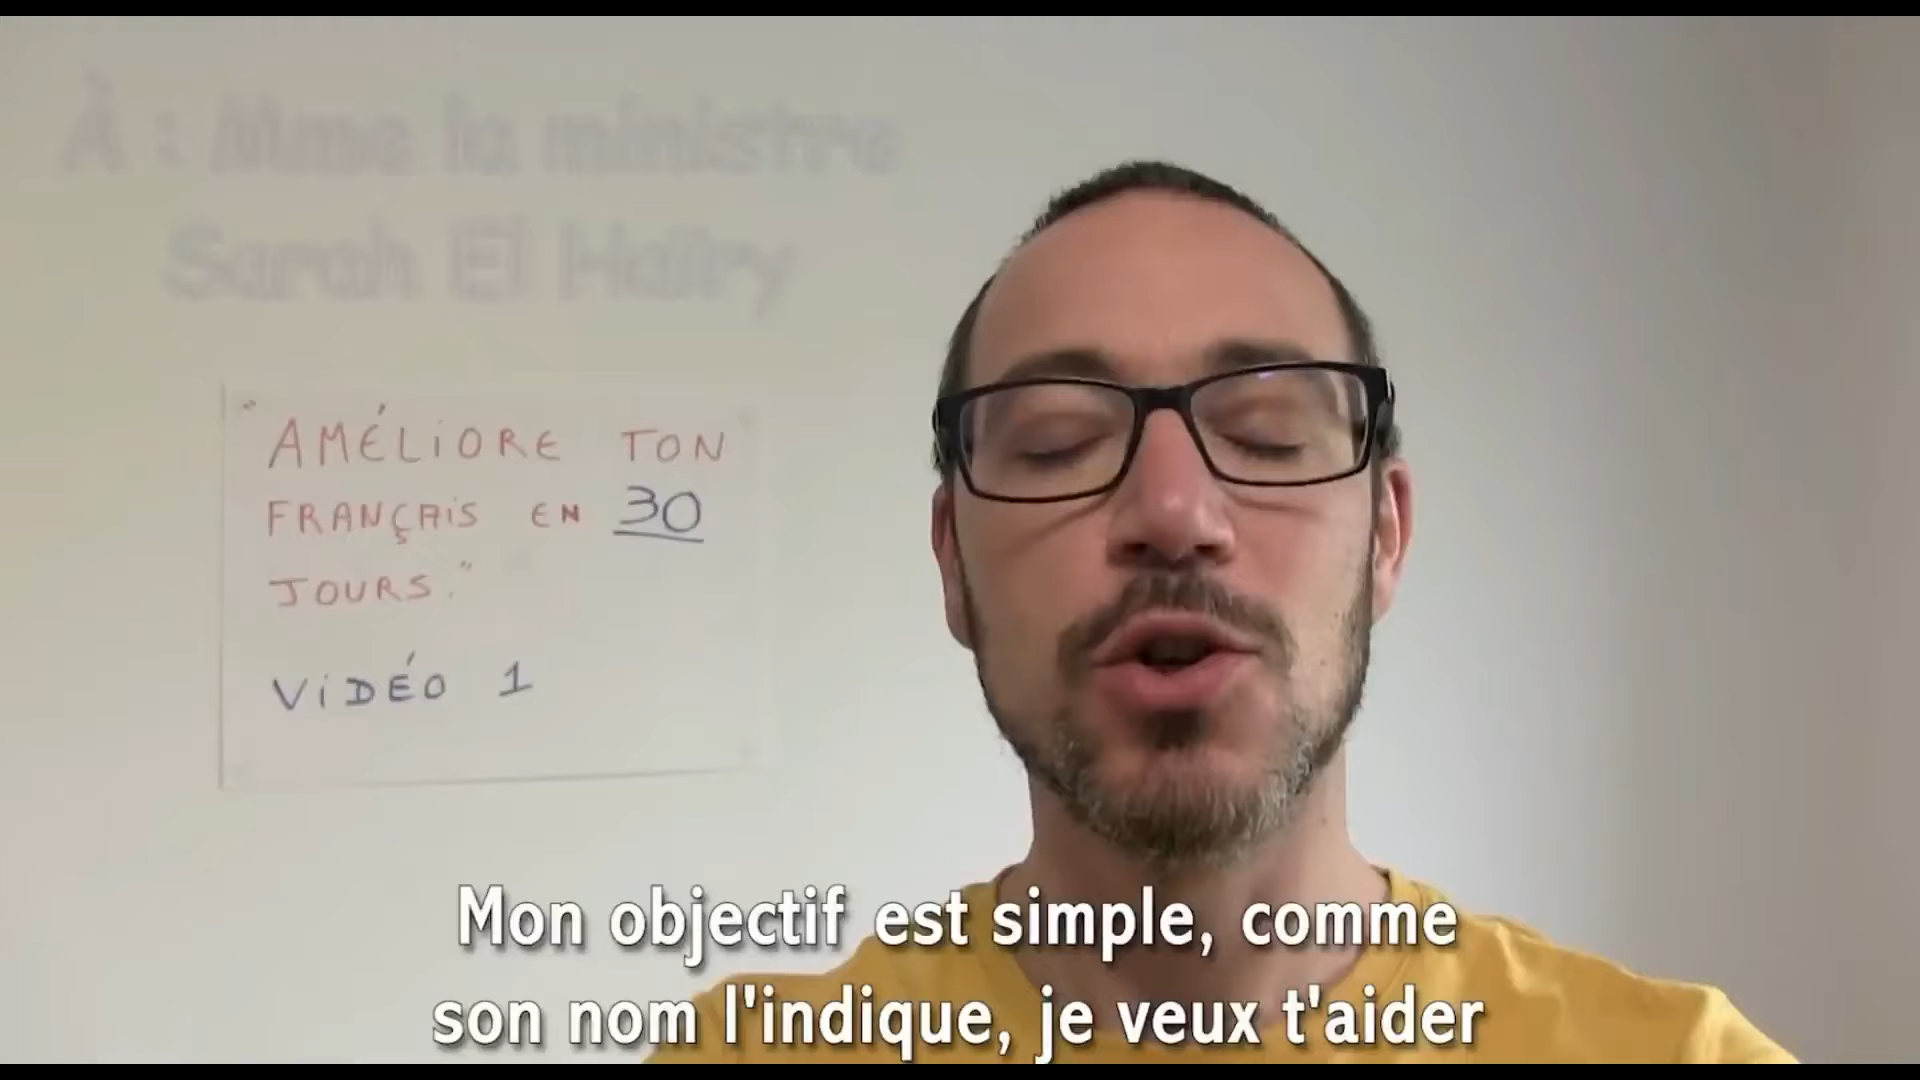 À : Mme la ministre
Sarah El Haïry
"AMÉLIORE TON
FRANÇAIS EN 30
JOURS."
VIDÉO 1
Mon objectif est simple, comme
son nom l'indique, je veux t'aider